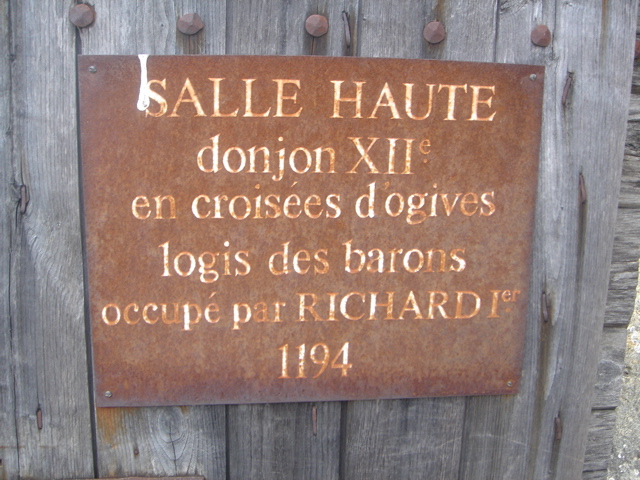 SALLE HAUTE
donjon XIIe
en croisées d'ogives
logis des barons
occupé par RICHARD Ier
1194